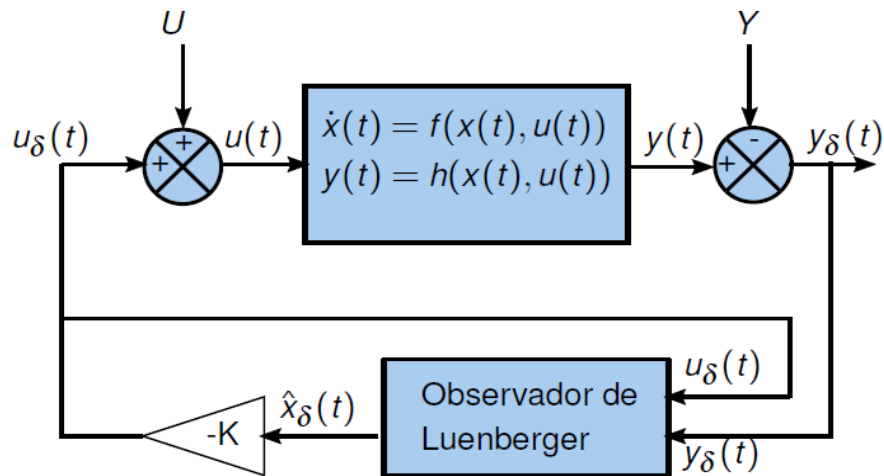 U
Y
u_δ(t)
+
+
u(t)
ẋ(t) = f(x(t), u(t))
y(t) = h(x(t), u(t))
y(t)
-
+
y_δ(t)
u_δ(t)
Observador de
Luenberger
x̂_δ(t)
-K
y_δ(t)